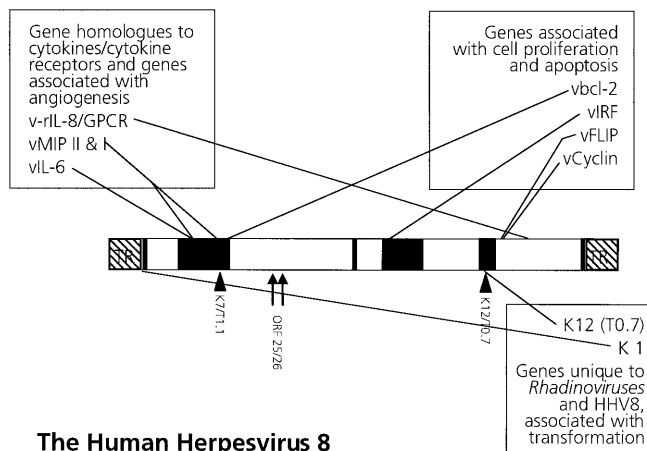 Gene homologues to
cytokines/cytokine
receptors and genes
associated with
angiogenesis
v-rIL-8/GPCR
vMIP II & I
vIL-6
Genes associated
with cell proliferation
and apoptosis
vbcl-2
vIRF
vFLIP
vCyclin
TR
TR
K7/T1.1
ORF 25/26
K12/T0.7
K12 (T0.7)
K 1
Genes unique to
Rhadinoviruses
and HHV8,
associated with
transformation
The Human Herpesvirus 8